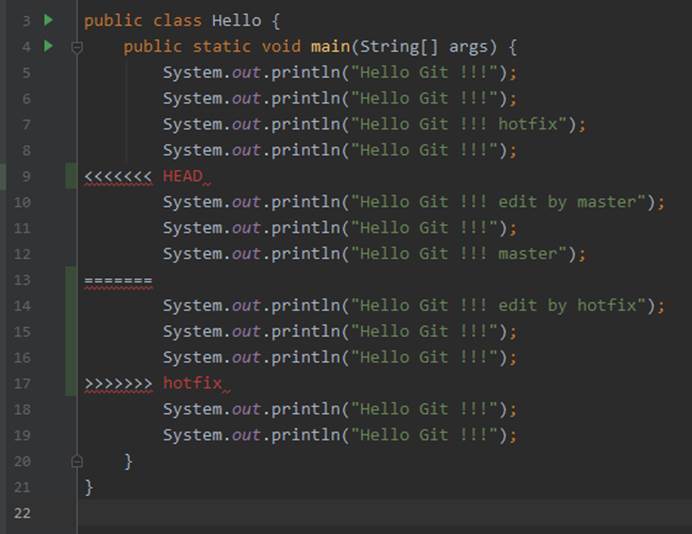 3 public class Hello {
4     public static void main(String[] args) {
5         System.out.println("Hello Git !!!");
6         System.out.println("Hello Git !!!");
7         System.out.println("Hello Git !!! hotfix");
8         System.out.println("Hello Git !!!");
9 <<<<<<< HEAD
10         System.out.println("Hello Git !!! edit by master");
11         System.out.println("Hello Git !!!");
12         System.out.println("Hello Git !!! master");
13 =======
14         System.out.println("Hello Git !!! edit by hotfix");
15         System.out.println("Hello Git !!!");
16         System.out.println("Hello Git !!!");
17 >>>>>>> hotfix
18         System.out.println("Hello Git !!!");
19         System.out.println("Hello Git !!!");
20     }
21 }
22